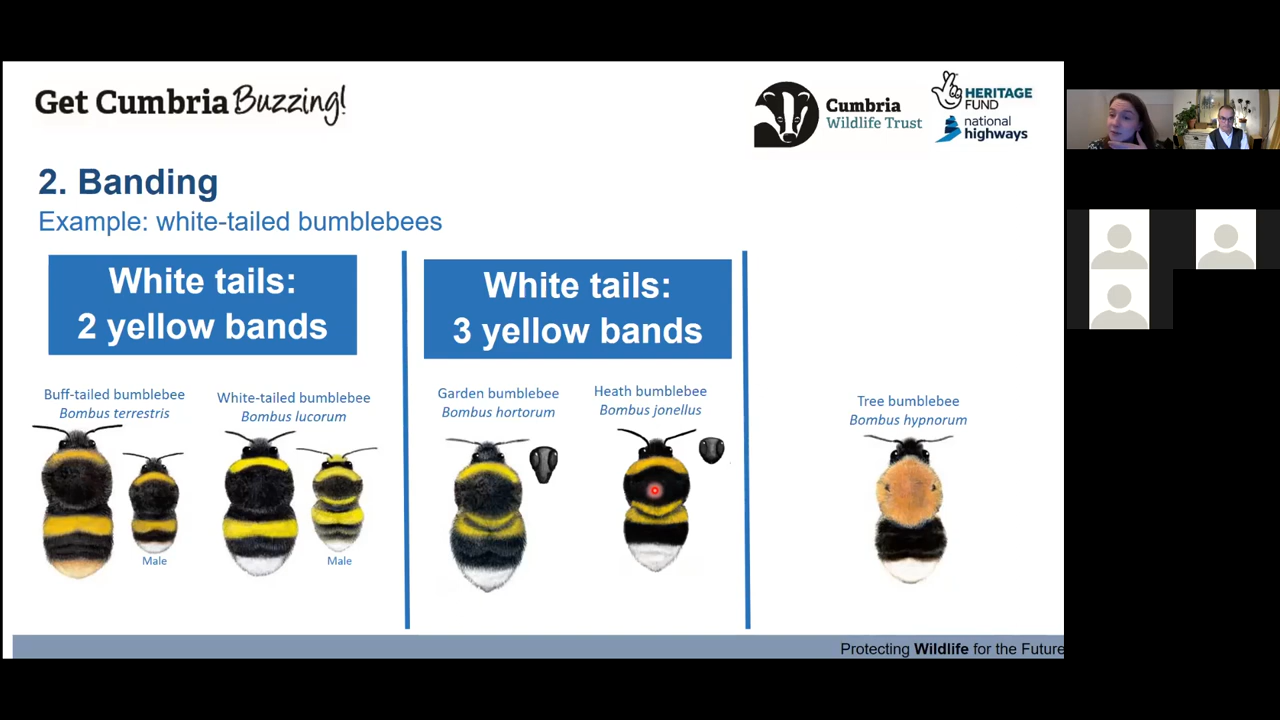 Get Cumbria Buzzing!
Cumbria
Wildlife Trust
HERITAGE
FUND
national
highways
2. Banding
Example: white-tailed bumblebees
White tails:
2 yellow bands
White tails:
3 yellow bands
Buff-tailed bumblebee
Bombus terrestris
White-tailed bumblebee
Bombus lucorum
Garden bumblebee
Bombus hortorum
Heath bumblebee
Bombus jonellus
Tree bumblebee
Bombus hypnorum
Male
Male
Protecting Wildlife for the Future